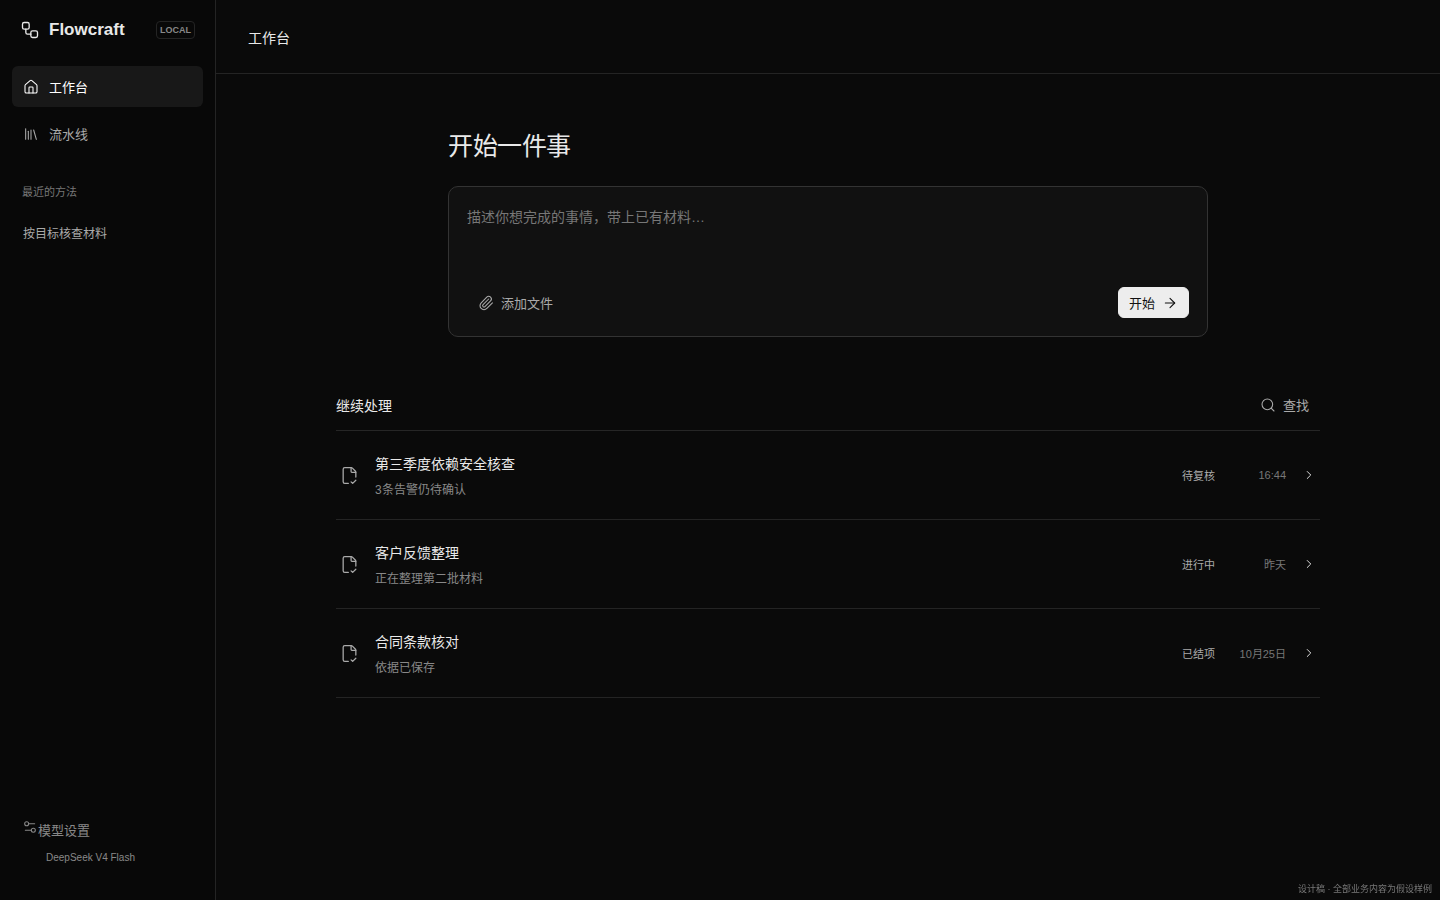 Flowcraft LOCAL
工作台
流水线
最近的方法
按目标核查材料
模型设置
DeepSeek V4 Flash
工作台
开始一件事
描述你想完成的事情，带上已有材料…
添加文件
开始
继续处理
查找
第三季度依赖安全核查
3条告警仍待确认
待复核
16:44
客户反馈整理
正在整理第二批材料
进行中
昨天
合同条款核对
依据已保存
已结项
10月25日
设计稿 · 全部业务内容为假设样例